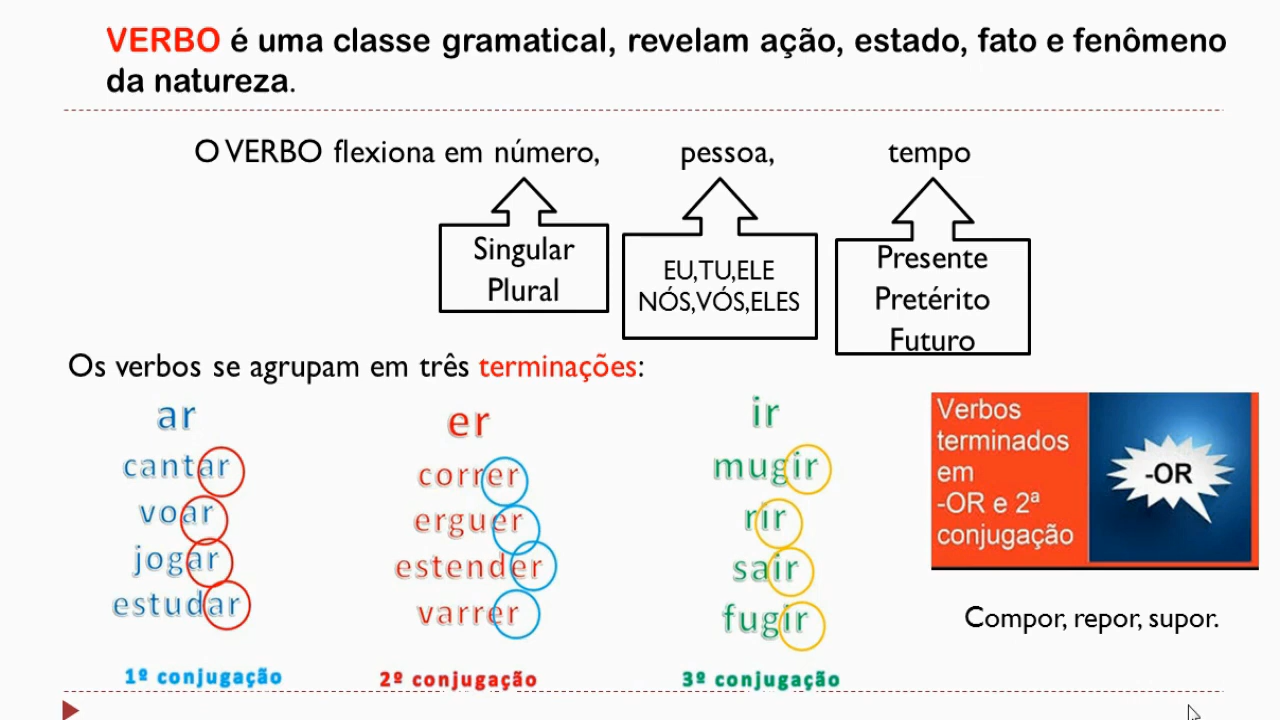 VERBO é uma classe gramatical, revelam ação, estado, fato e fenômeno
da natureza.
O VERBO flexiona em número, pessoa, tempo
Singular
Plural
EU,TU,ELE
NÓS,VÓS,ELES
Presente
Pretérito
Futuro
Os verbos se agrupam em três terminações:
ar
cantar
voar
jogar
estudar
1º conjugação
er
correr
erguer
estender
varrer
2º conjugação
ir
mugir
rir
sair
fugir
3º conjugação
Verbos
terminados
em
-OR e 2ª
conjugação
-OR
Compor, repor, supor.